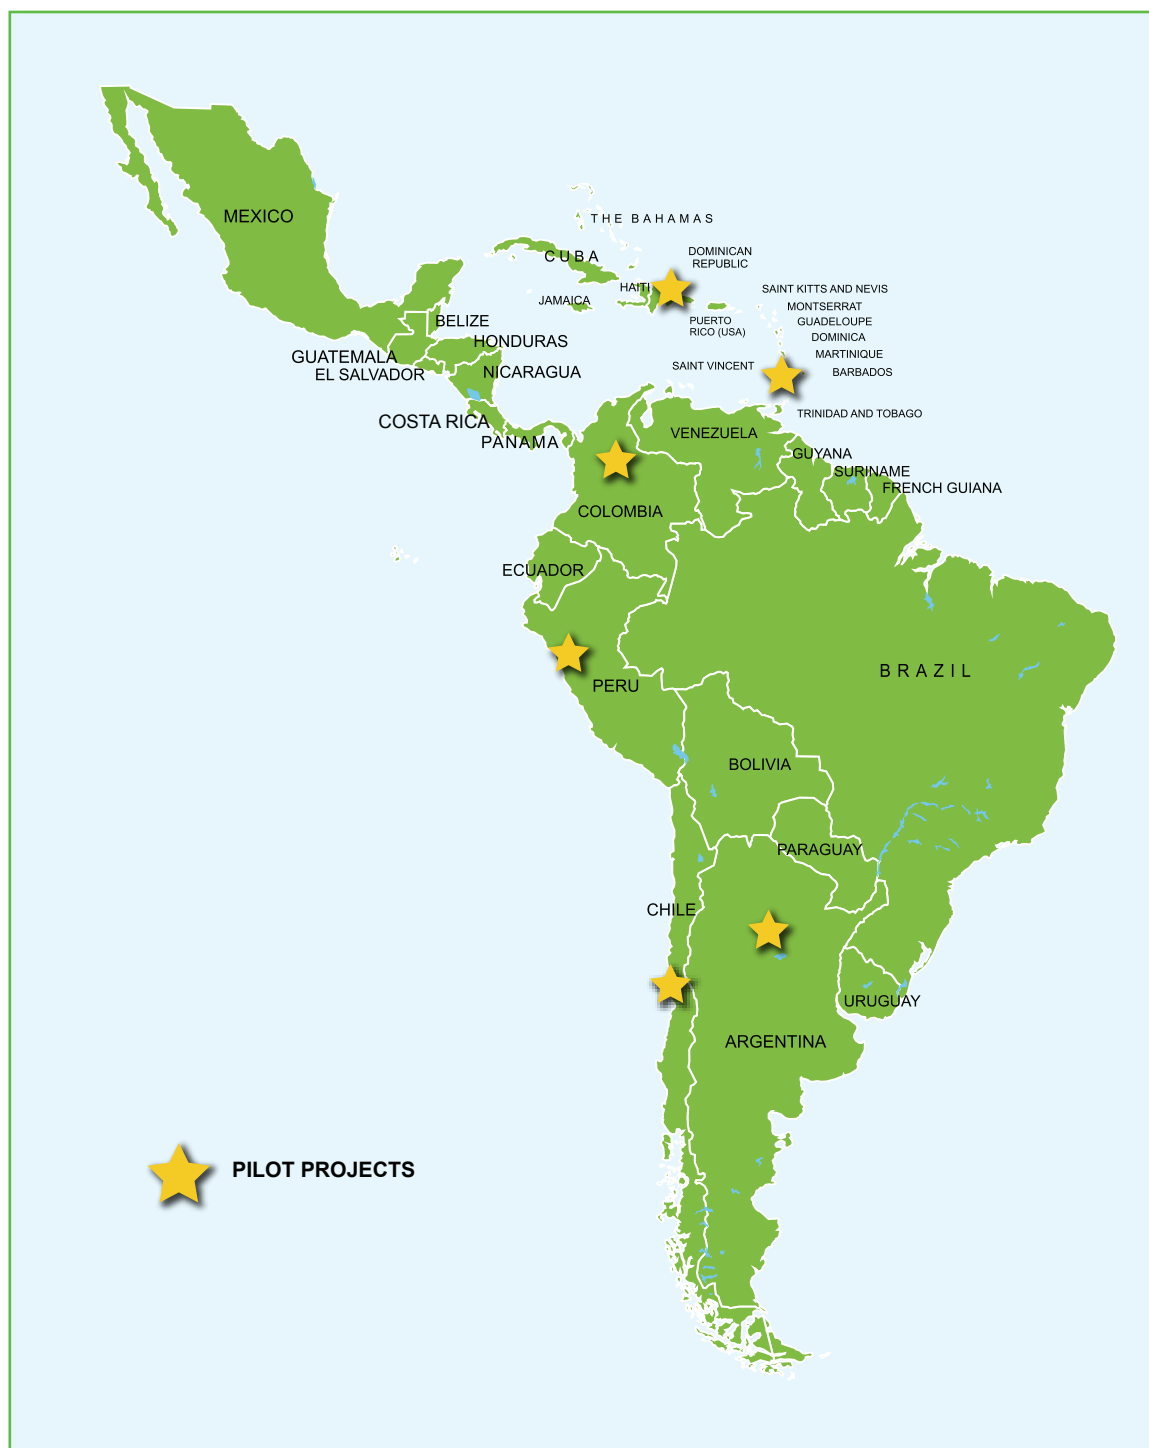 MEXICO
THE BAHAMAS
CUBA
DOMINICAN
REPUBLIC
HAITI
JAMAICA
SAINT KITTS AND NEVIS
MONTSERRAT
PUERTO
RICO (USA)
GUADELOUPE
DOMINICA
MARTINIQUE
SAINT VINCENT
BARBADOS
BELIZE
HONDURAS
GUATEMALA
EL SALVADOR
NICARAGUA
COSTA RICA
PANAMA
TRINIDAD AND TOBAGO
VENEZUELA
GUYANA
SURINAME
FRENCH GUIANA
COLOMBIA
ECUADOR
PERU
BRAZIL
BOLIVIA
PARAGUAY
CHILE
URUGUAY
ARGENTINA
PILOT PROJECTS